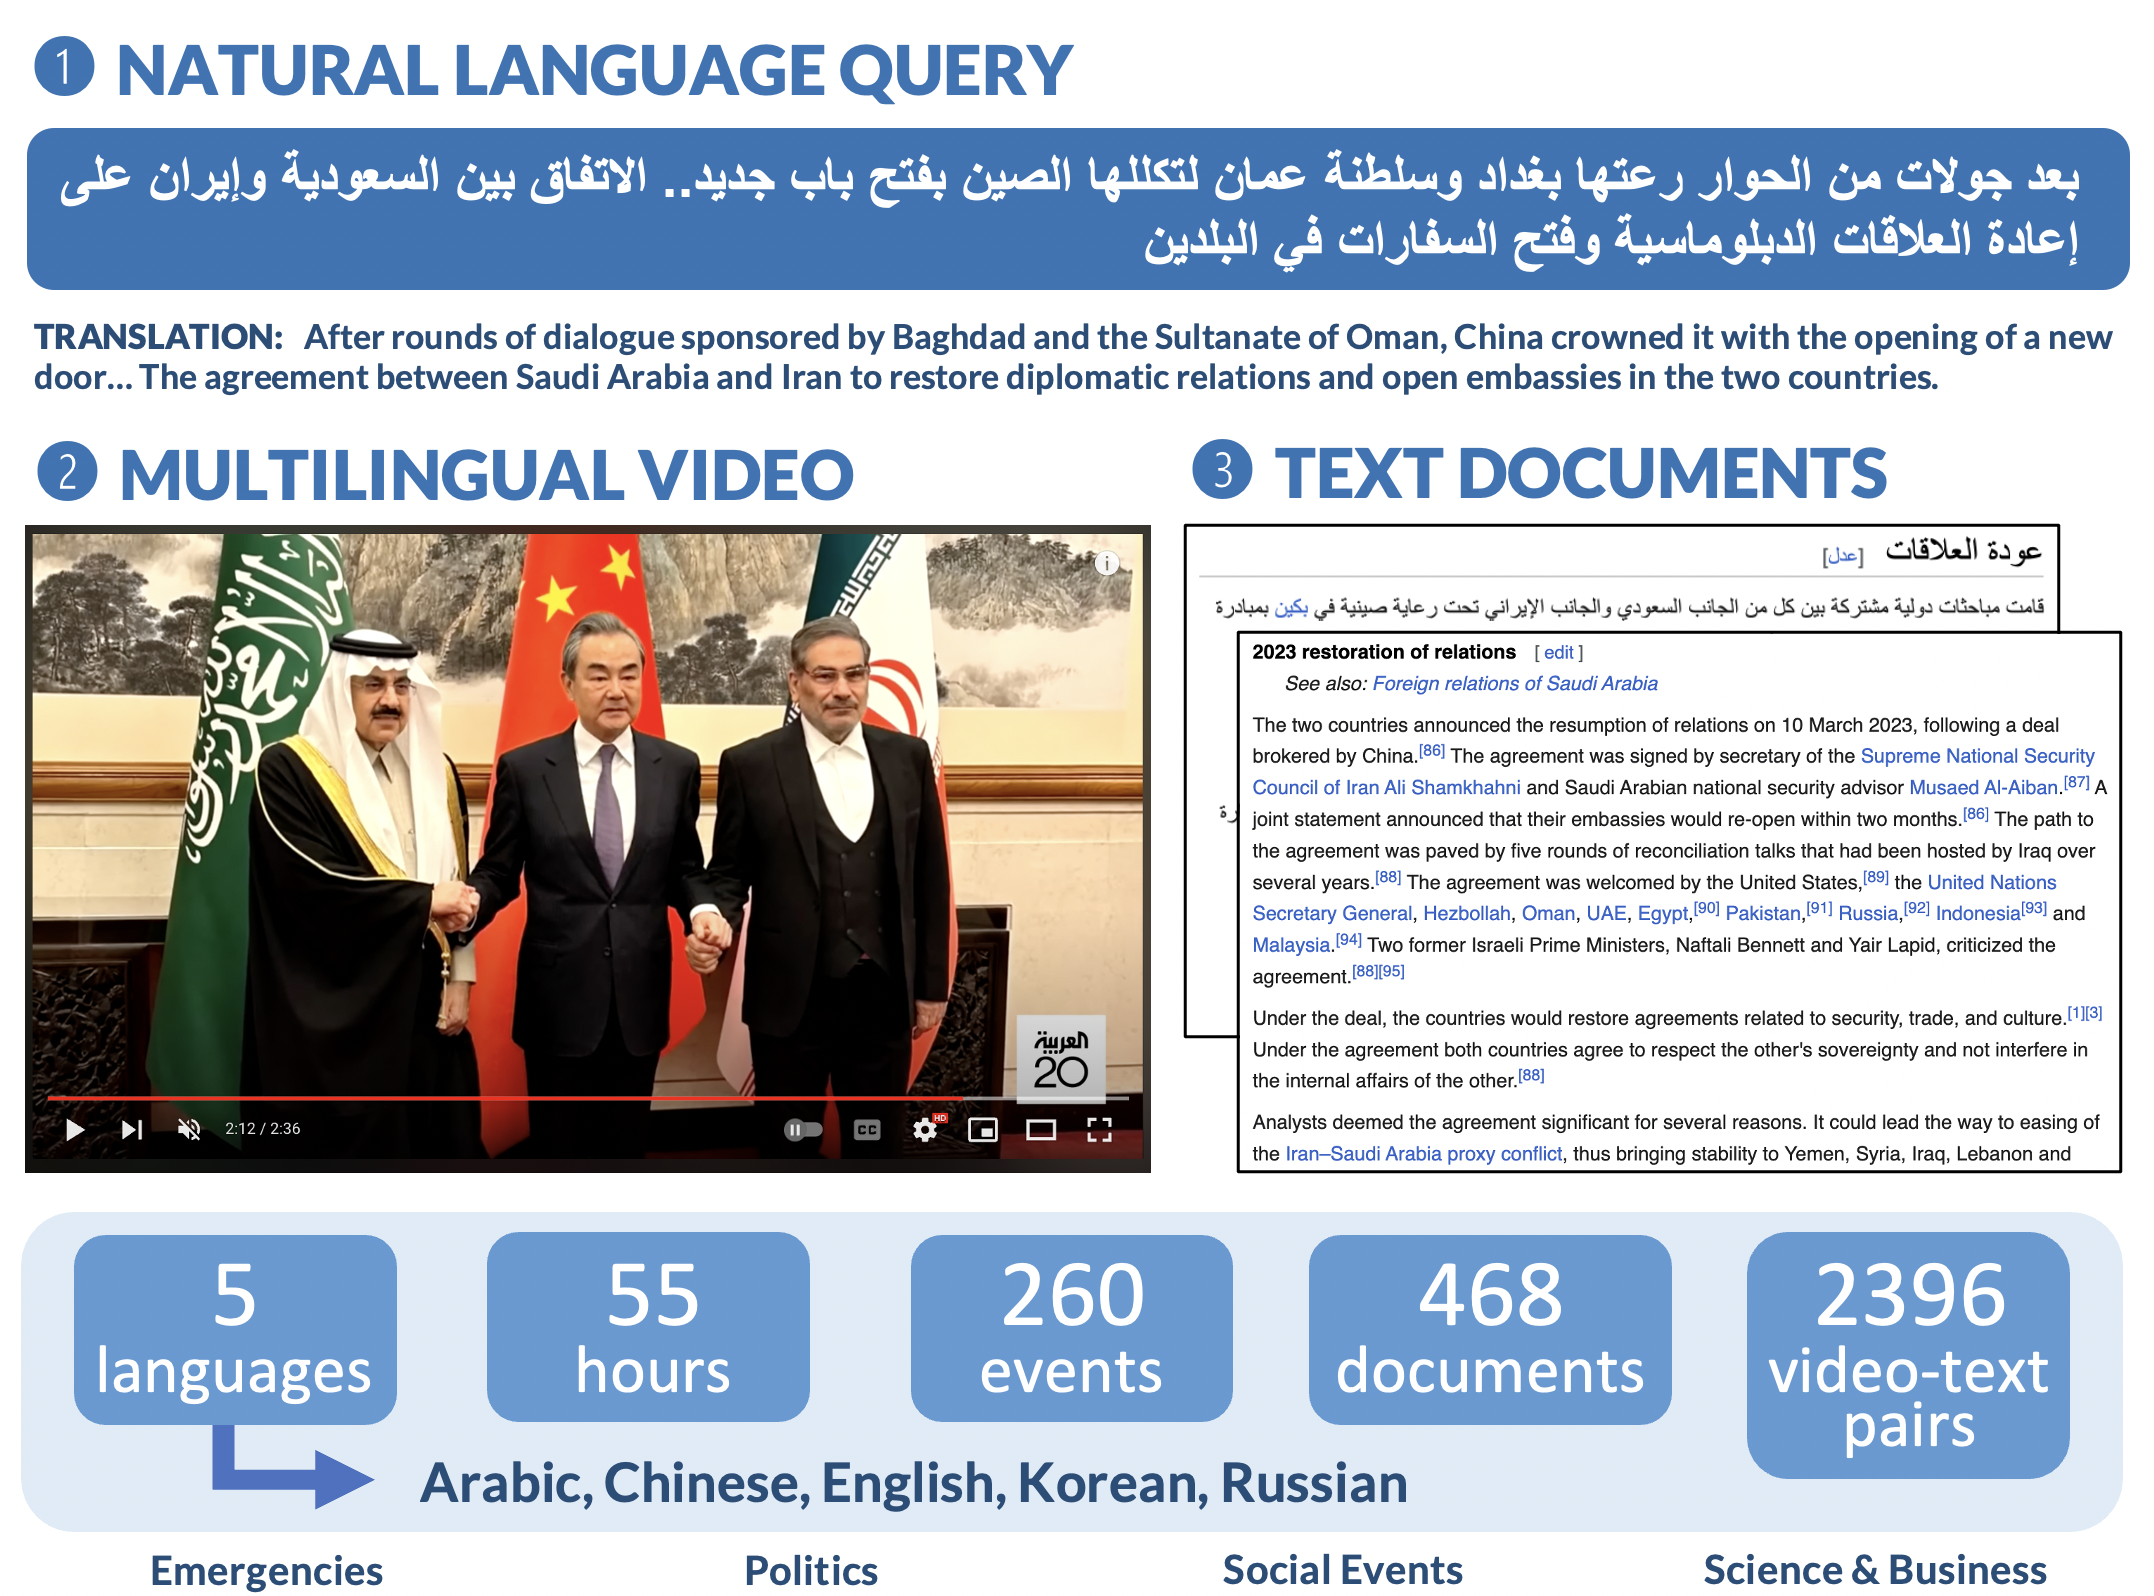 1 NATURAL LANGUAGE QUERY
بعد جولات من الحوار رعتها بغداد وسلطنة عمان لتكللها الصين بفتح باب جديد.. الاتفاق بين السعودية وإيران على
إعادة العلاقات الدبلوماسية وفتح السفارات في البلدين
TRANSLATION: After rounds of dialogue sponsored by Baghdad and the Sultanate of Oman, China crowned it with the opening of a new
door... The agreement between Saudi Arabia and Iran to restore diplomatic relations and open embassies in the two countries.
2 MULTILINGUAL VIDEO
العربية
20
2:12 / 2:36
CC
HD
3 TEXT DOCUMENTS
عودة العلاقات [عدل]
قامت مباحثات دولية مشتركة بين كل من الجانب السعودي والجانب الإيراني تحت رعاية صينية في بكين بمبادرة
2023 restoration of relations [ edit ]
See also: Foreign relations of Saudi Arabia
The two countries announced the resumption of relations on 10 March 2023, following a deal
brokered by China.[86] The agreement was signed by secretary of the Supreme National Security
Council of Iran Ali Shamkhahni and Saudi Arabian national security advisor Musaed Al-Aiban.[87] A
joint statement announced that their embassies would re-open within two months.[86] The path to
the agreement was paved by five rounds of reconciliation talks that had been hosted by Iraq over
several years.[88] The agreement was welcomed by the United States,[89] the United Nations
Secretary General, Hezbollah, Oman, UAE, Egypt,[90] Pakistan,[91] Russia,[92] Indonesia[93] and
Malaysia.[94] Two former Israeli Prime Ministers, Naftali Bennett and Yair Lapid, criticized the
agreement.[88][95]
Under the deal, the countries would restore agreements related to security, trade, and culture.[1][3]
Under the agreement both countries agree to respect the other's sovereignty and not interfere in
the internal affairs of the other.[88]
Analysts deemed the agreement significant for several reasons. It could lead the way to easing of
the Iran–Saudi Arabia proxy conflict, thus bringing stability to Yemen, Syria, Iraq, Lebanon and
5
languages
55
hours
260
events
468
documents
2396
video-text
pairs
Arabic, Chinese, English, Korean, Russian
Emergencies
Politics
Social Events
Science & Business